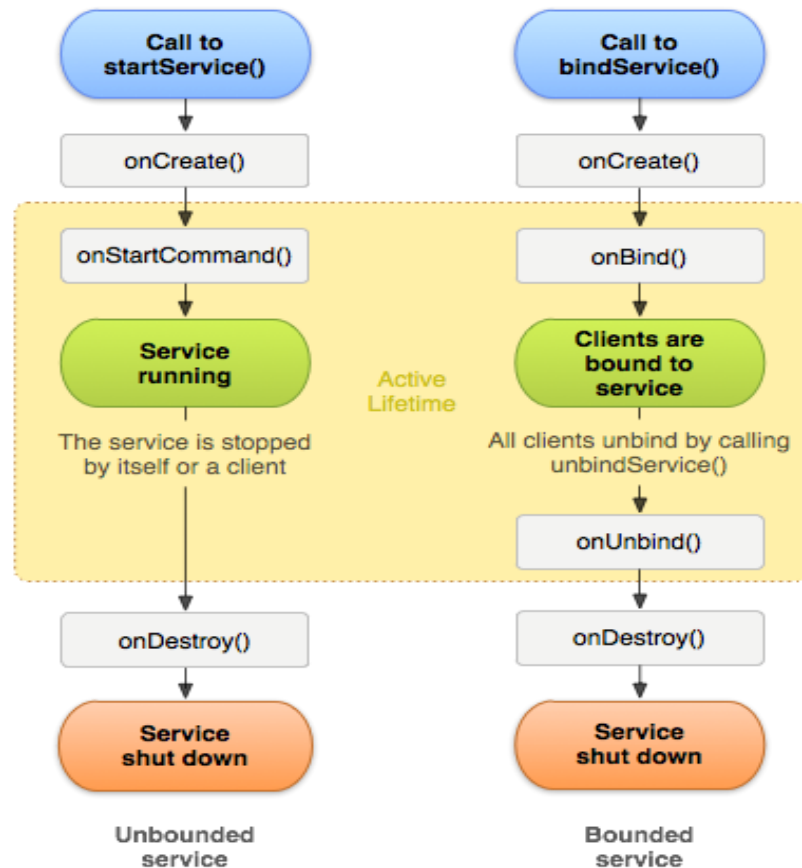 Call to
startService()
onCreate()
onStartCommand()
Service
running
The service is stopped
by itself or a client
onDestroy()
Service
shut down
Unbounded
service
Active
Lifetime
Call to
bindService()
onCreate()
onBind()
Clients are
bound to
service
All clients unbind by calling
unbindService()
onUnbind()
onDestroy()
Service
shut down
Bounded
service